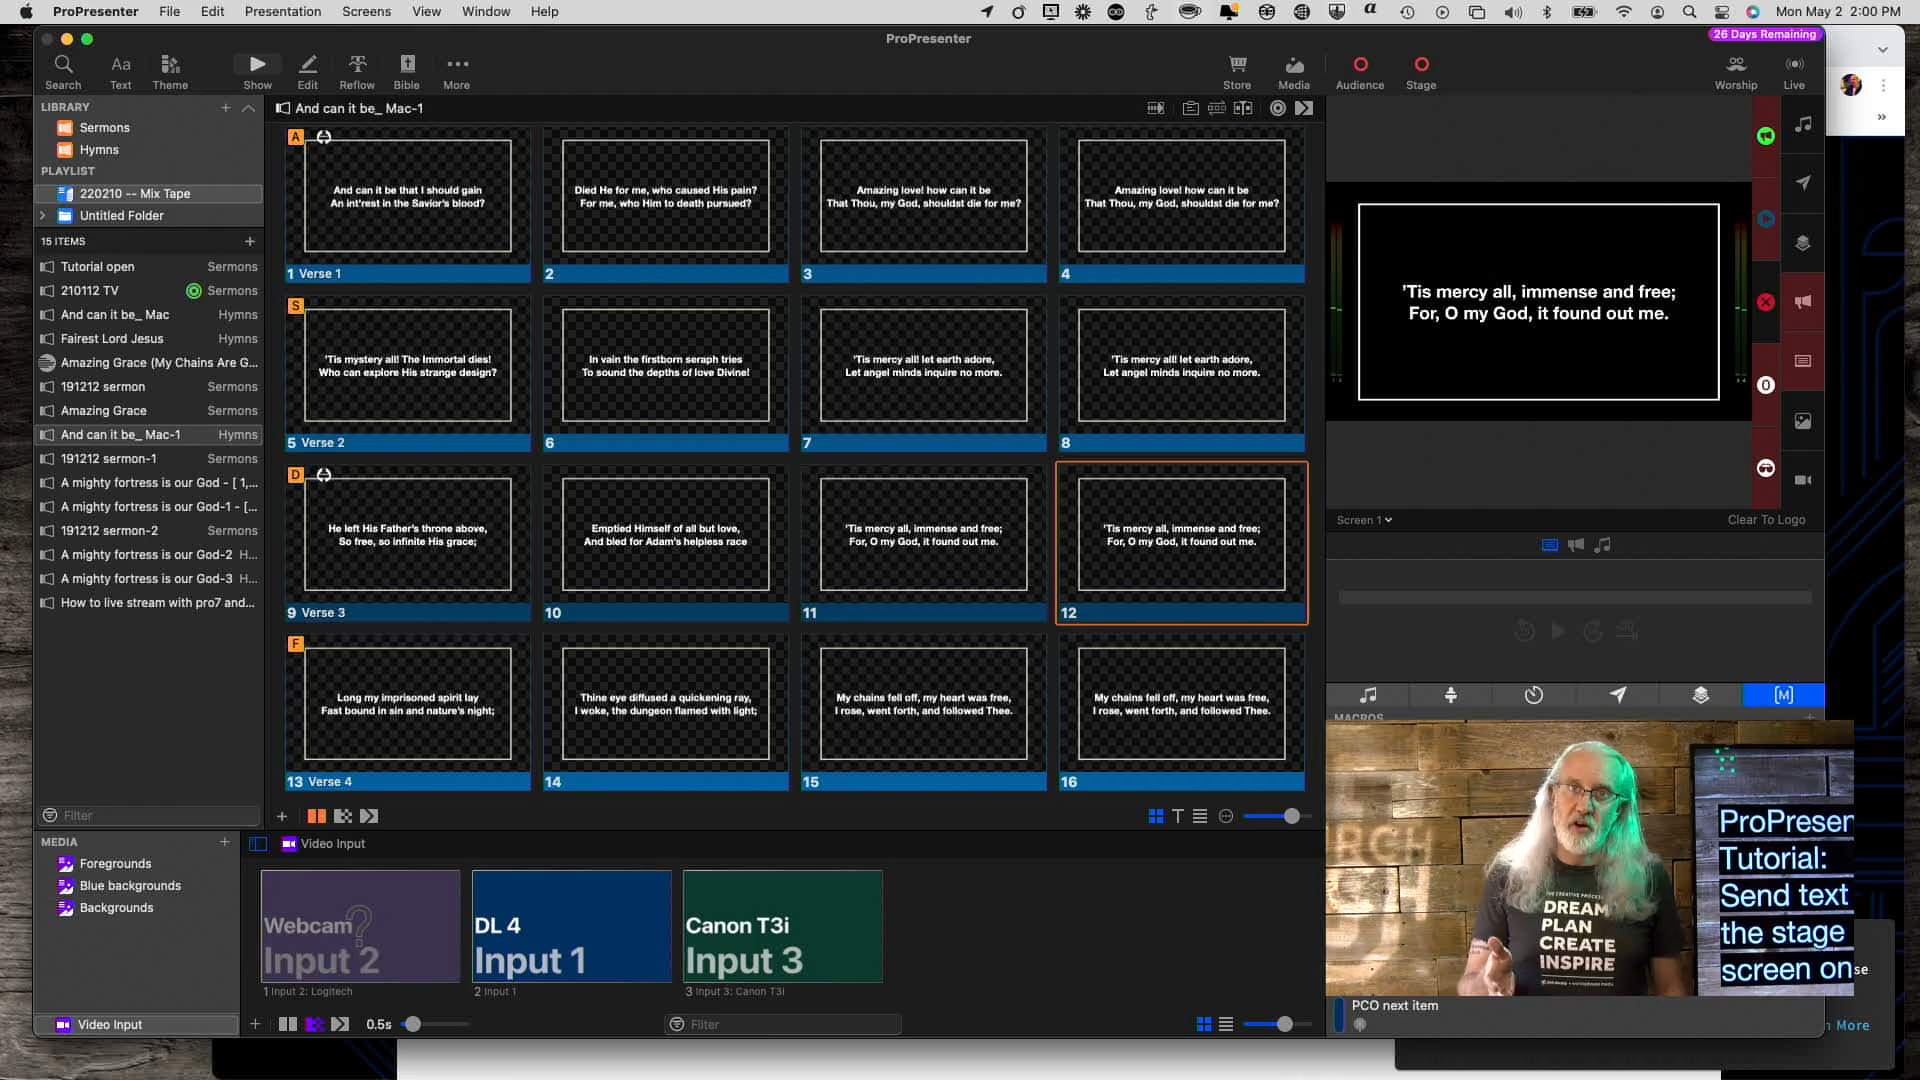 ProPresenter File Edit Presentation Screens View Window Help
Mon May 2 2:00 PM
ProPresenter
26 Days Remaining
Search Text Theme Show Edit Reflow Bible More Store Media Audience Stage Worship Live
LIBRARY
Sermons
Hymns
PLAYLIST
220210 -- Mix Tape
Untitled Folder
15 ITEMS
Tutorial open Sermons
210112 TV Sermons
And can it be_ Mac Hymns
Fairest Lord Jesus Hymns
Amazing Grace (My Chains Are G...
191212 sermon Sermons
Amazing Grace Sermons
And can it be_ Mac-1 Hymns
191212 sermon-1 Sermons
A mighty fortress is our God - [ 1,...
A mighty fortress is our God-1 - [...
191212 sermon-2 Sermons
A mighty fortress is our God-2 H...
A mighty fortress is our God-3 H...
How to live stream with pro7 and...
Filter
And can it be_ Mac-1
A
And can it be that I should gain
An int'rest in the Savior's blood?
1 Verse 1
Died He for me, who caused His pain?
For me, who Him to death pursued?
2
Amazing love! how can it be
That Thou, my God, shouldst die for me?
3
Amazing love! how can it be
That Thou, my God, shouldst die for me?
4
S
'Tis mystery all! The Immortal dies!
Who can explore His strange design?
5 Verse 2
In vain the firstborn seraph tries
To sound the depths of love Divine!
6
'Tis mercy all! let earth adore,
Let angel minds inquire no more.
7
'Tis mercy all! let earth adore,
Let angel minds inquire no more.
8
D
He left His Father's throne above,
So free, so infinite His grace;
9 Verse 3
Emptied Himself of all but love,
And bled for Adam's helpless race
10
'Tis mercy all, immense and free;
For, O my God, it found out me.
11
'Tis mercy all, immense and free;
For, O my God, it found out me.
12
F
Long my imprisoned spirit lay
Fast bound in sin and nature's night;
13 Verse 4
Thine eye diffused a quickening ray,
I woke, the dungeon flamed with light;
14
My chains fell off, my heart was free,
I rose, went forth, and followed Thee.
15
My chains fell off, my heart was free,
I rose, went forth, and followed Thee.
16
'Tis mercy all, immense and free;
For, O my God, it found out me.
Screen 1
Clear To Logo
MACROS
MEDIA
Foregrounds
Blue backgrounds
Backgrounds
Video Input
Video Input
Webcam ?
Input 2
1 Input 2: Logitech
DL 4
Input 1
2 Input 1
Canon T3i
Input 3
3 Input 3: Canon T3i
0.5s
Filter
DREAM
PLAN
CREATE
INSPIRE
ProPresen
Tutorial:
Send text
the stage
screen on
PCO next item
se
More